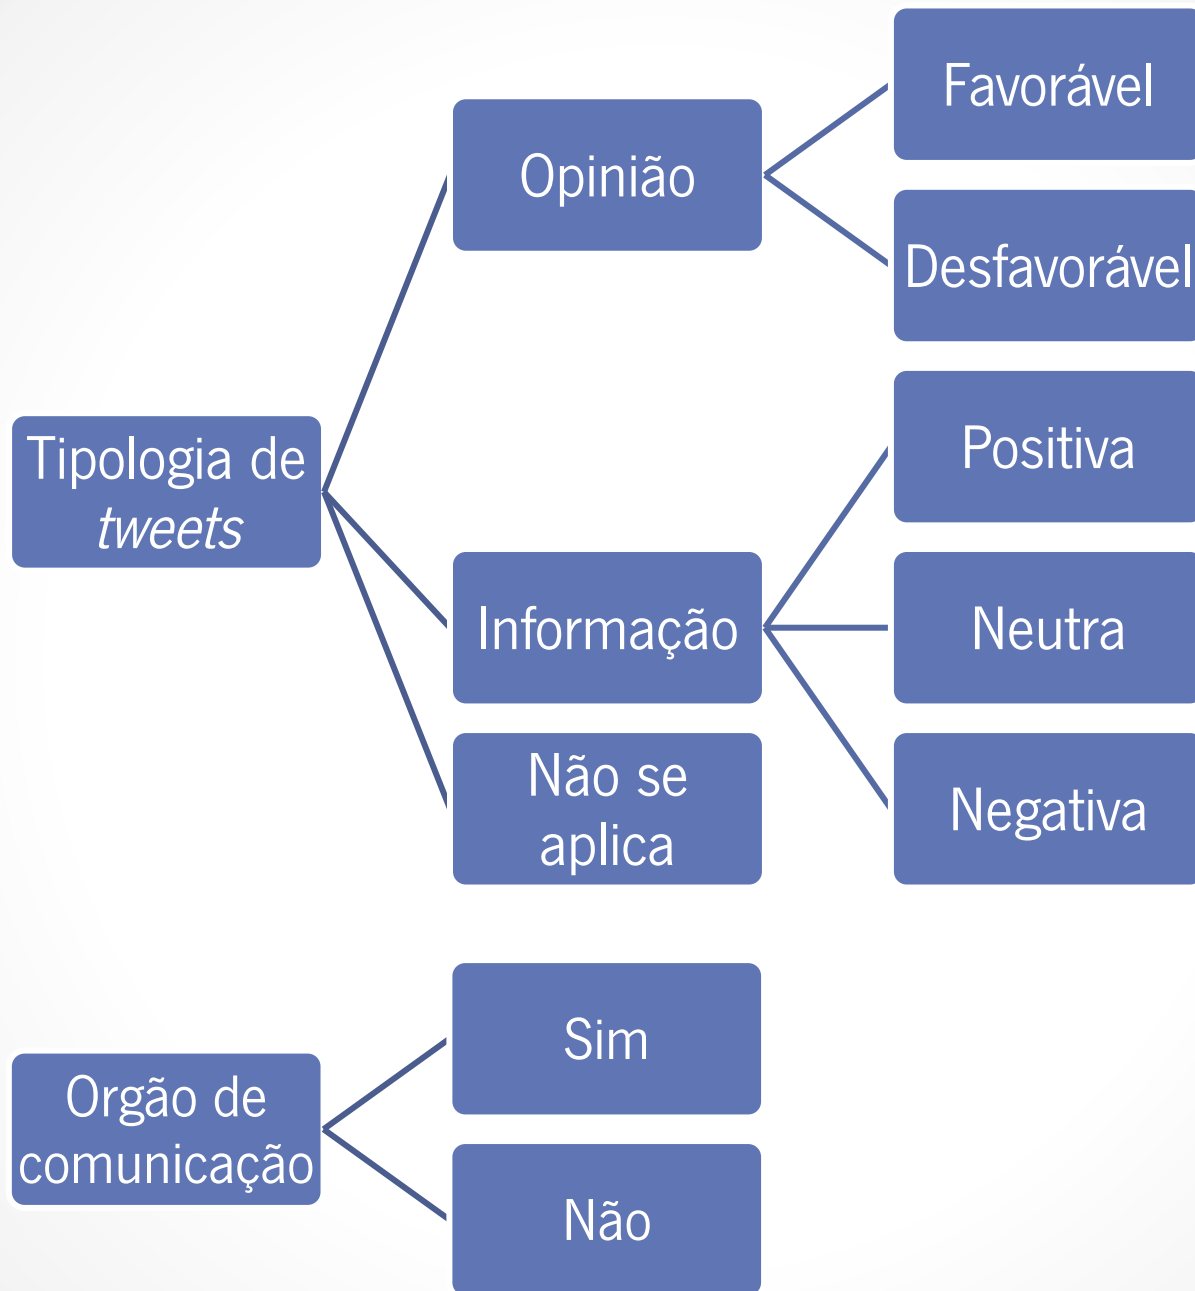 Tipologia de
tweets
Opinião
Favorável
Desfavorável
Informação
Positiva
Neutra
Negativa
Não se
aplica
Orgão de
comunicação
Sim
Não